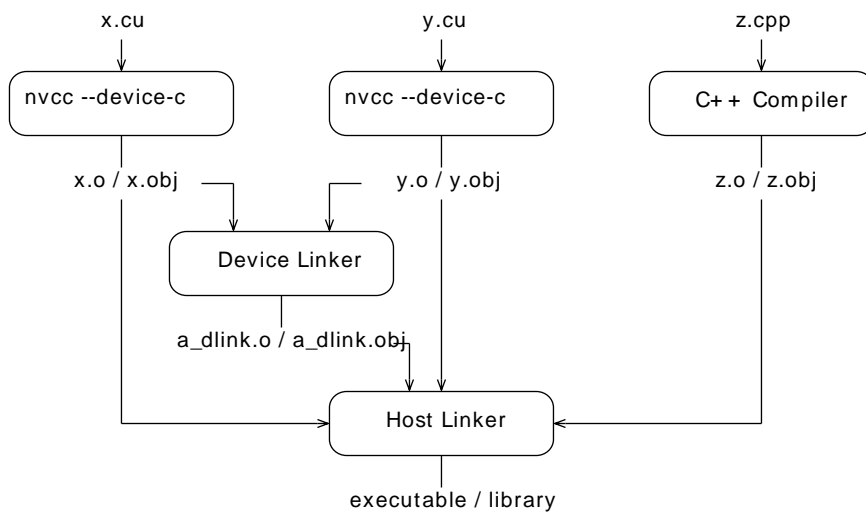 x.cu
y.cu
z.cpp
nvcc --device-c
nvcc --device-c
C++ Compiler
x.o / x.obj
y.o / y.obj
z.o / z.obj
Device Linker
a_dlink.o / a_dlink.obj
Host Linker
executable / library